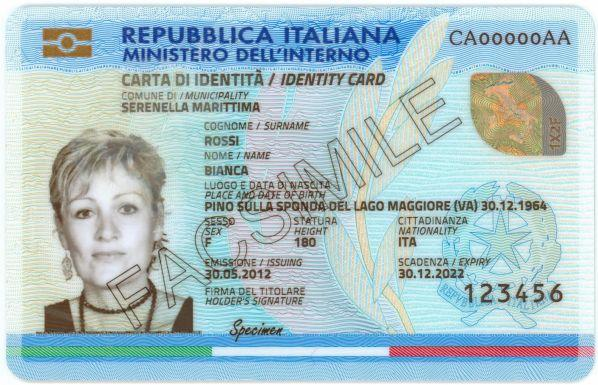 REPUBBLICA ITALIANA
MINISTERO DELL'INTERNO
CA00000AA
CARTA DI IDENTITÀ / IDENTITY CARD
COMUNE DI / MUNICIPALITY
SERENELLA MARITTIMA
1X2F
COGNOME / SURNAME
ROSSI
NOME / NAME
BIANCA
LUOGO E DATA DI NASCITA
PLACE AND DATE OF BIRTH
PINO SULLA SPONDA DEL LAGO MAGGIORE (VA) 30.12.1964
SESSO STATURA CITTADINANZA
SEX HEIGHT NATIONALITY
F 180 ITA
EMISSIONE / ISSUING SCADENZA / EXPIRY
30.05.2012 30.12.2022
FIRMA DEL TITOLARE
HOLDER'S SIGNATURE
123456
Specimen
FACSIMILE